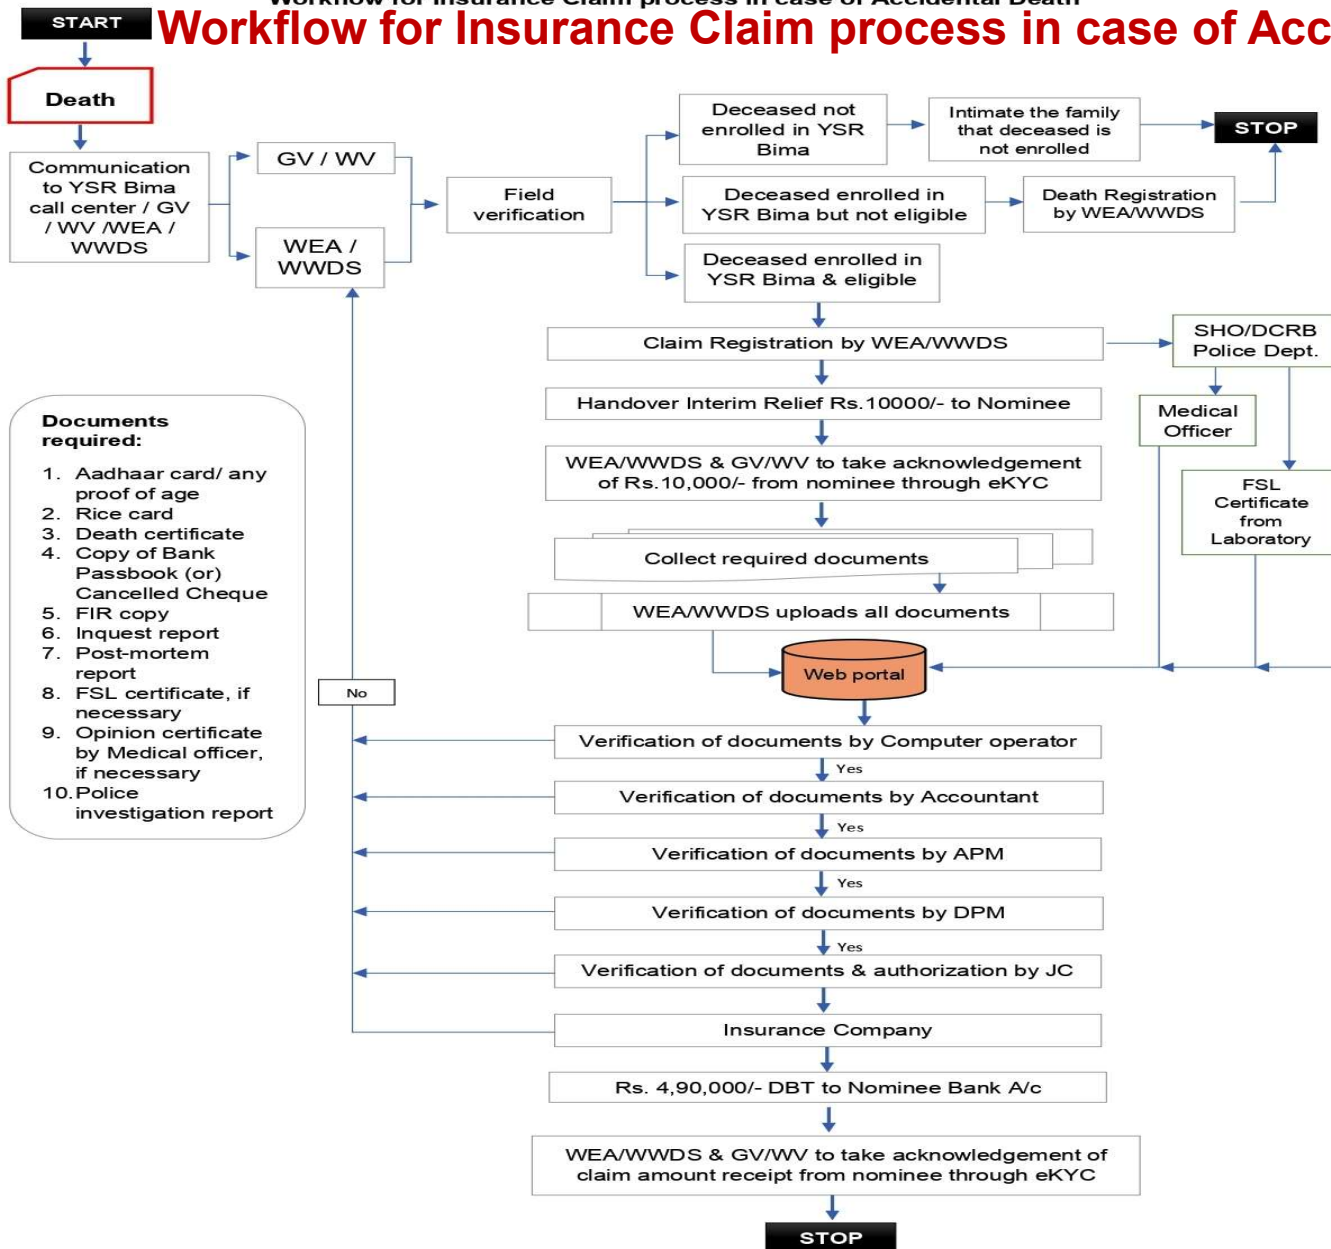 Workflow for Insurance Claim process in case of Accidental Death
START
Workflow for Insurance Claim process in case of Acc
Death
Communication
to YSR Bima
call center / GV
/ WV /WEA /
WWDS
GV / WV
WEA /
WWDS
Field
verification
Deceased not
enrolled in YSR
Bima
Intimate the family
that deceased is
not enrolled
STOP
Deceased enrolled in
YSR Bima but not eligible
Death Registration
by WEA/WWDS
Deceased enrolled in
YSR Bima & eligible
Claim Registration by WEA/WWDS
SHO/DCRB
Police Dept.
Handover Interim Relief Rs.10000/- to Nominee
Medical
Officer
WEA/WWDS & GV/WV to take acknowledgement
of Rs.10,000/- from nominee through eKYC
FSL
Certificate
from
Laboratory
Collect required documents
WEA/WWDS uploads all documents
Web portal
Documents
required:
1. Aadhaar card/ any
proof of age
2. Rice card
3. Death certificate
4. Copy of Bank
Passbook (or)
Cancelled Cheque
5. FIR copy
6. Inquest report
7. Post-mortem
report
8. FSL certificate, if
necessary
9. Opinion certificate
by Medical officer,
if necessary
10. Police
investigation report
No
Verification of documents by Computer operator
Yes
Verification of documents by Accountant
Yes
Verification of documents by APM
Yes
Verification of documents by DPM
Yes
Verification of documents & authorization by JC
Insurance Company
Rs. 4,90,000/- DBT to Nominee Bank A/c
WEA/WWDS & GV/WV to take acknowledgement of
claim amount receipt from nominee through eKYC
STOP